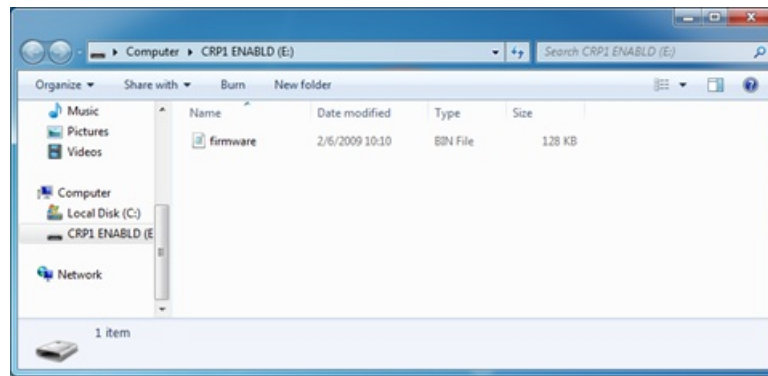 Computer ▸ CRP1 ENABLD (E:)
Search CRP1 ENABLD (E:)
Organize Share with Burn New folder
Music
Pictures
Videos
Computer
Local Disk (C:)
CRP1 ENABLD (E
Network
Name Date modified Type Size
firmware 2/6/2009 10:10 BIN File 128 KB
1 item